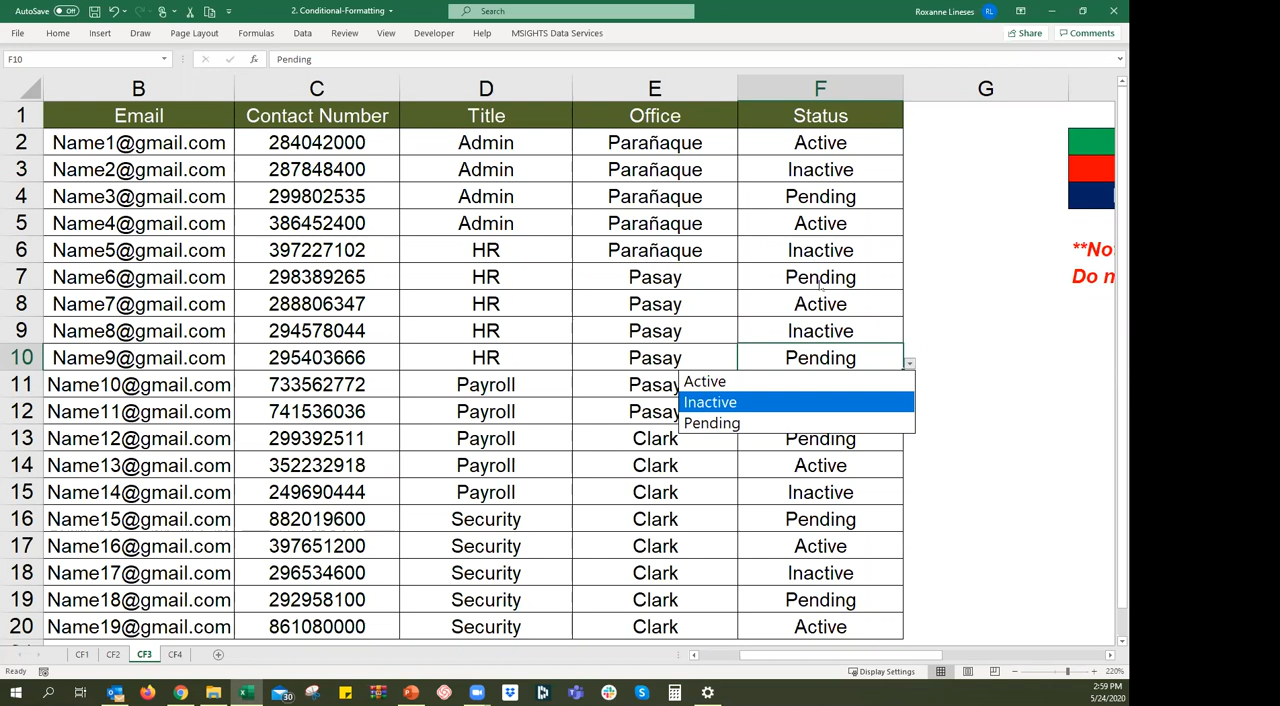 AutoSave Off 2. Conditional-Formatting Search Roxanne Lineses RL
File Home Insert Draw Page Layout Formulas Data Review View Developer Help MSIGHTS Data Services Share Comments
F10 fx Pending
B C D E F G
1 Email Contact Number Title Office Status
2 Name1@gmail.com 284042000 Admin Parañaque Active
3 Name2@gmail.com 287848400 Admin Parañaque Inactive
4 Name3@gmail.com 299802535 Admin Parañaque Pending
5 Name4@gmail.com 386452400 Admin Parañaque Active
6 Name5@gmail.com 397227102 HR Parañaque Inactive **No
7 Name6@gmail.com 298389265 HR Pasay Pending Do n
8 Name7@gmail.com 288806347 HR Pasay Active
9 Name8@gmail.com 294578044 HR Pasay Inactive
10 Name9@gmail.com 295403666 HR Pasay Pending
11 Name10@gmail.com 733562772 Payroll Pasay
Active
12 Name11@gmail.com 741536036 Payroll Pasay
Inactive
Pending
13 Name12@gmail.com 299392511 Payroll Clark Pending
14 Name13@gmail.com 352232918 Payroll Clark Active
15 Name14@gmail.com 249690444 Payroll Clark Inactive
16 Name15@gmail.com 882019600 Security Clark Pending
17 Name16@gmail.com 397651200 Security Clark Active
18 Name17@gmail.com 296534600 Security Clark Inactive
19 Name18@gmail.com 292958100 Security Clark Pending
20 Name19@gmail.com 861080000 Security Clark Active
CF1 CF2 CF3 CF4
Ready Display Settings 220%
30 2:59 PM
5/24/2020